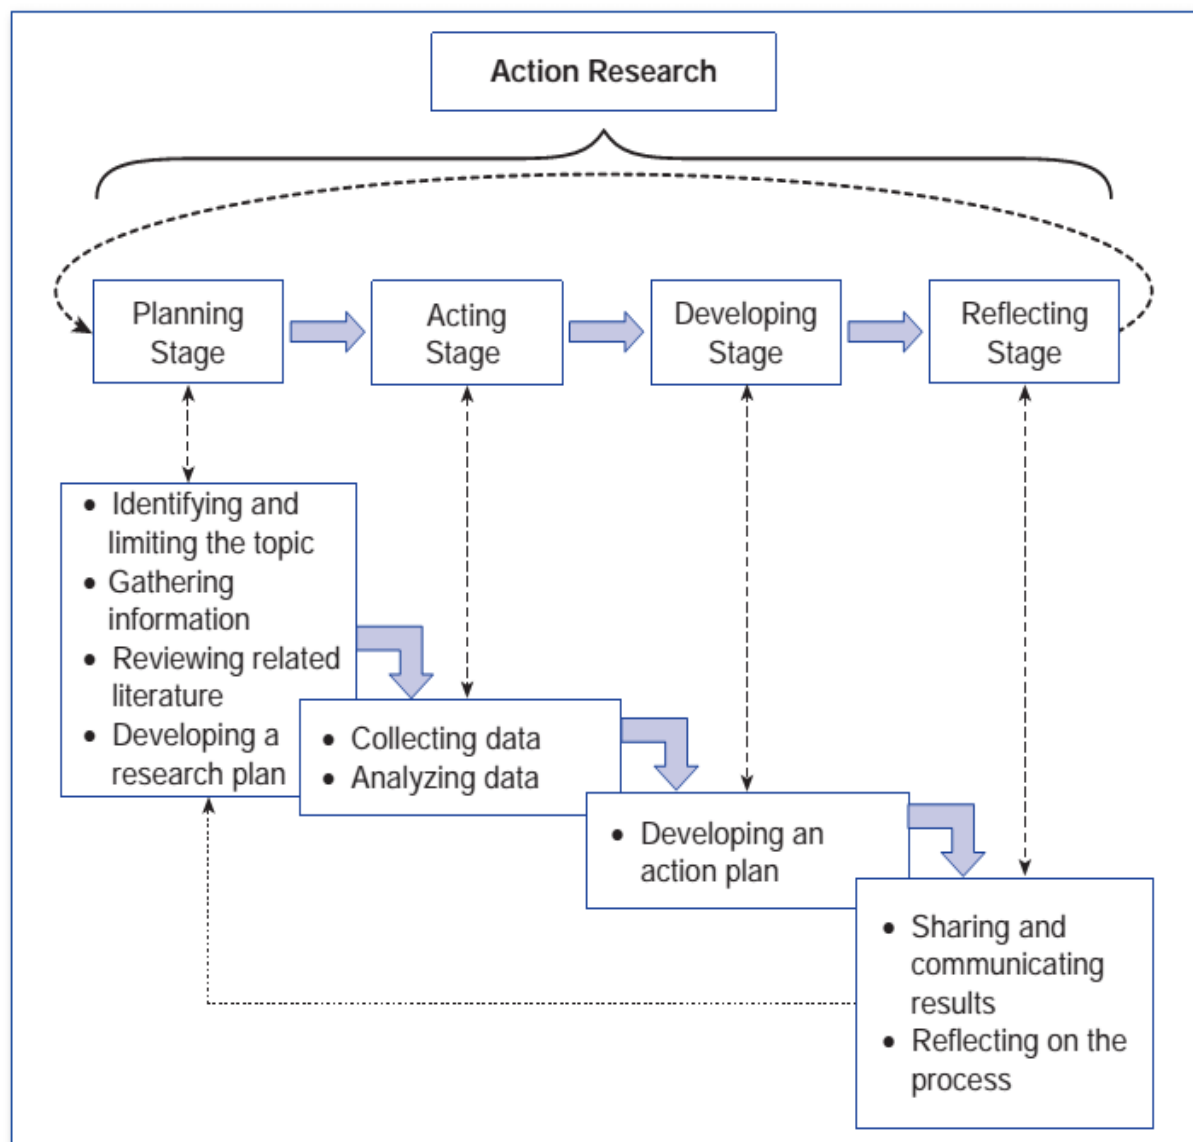 Action Research
Planning
Stage
Acting
Stage
Developing
Stage
Reflecting
Stage
• Identifying and
limiting the topic
• Gathering
information
• Reviewing related
literature
• Developing a
research plan
• Collecting data
• Analyzing data
• Developing an
action plan
• Sharing and
communicating
results
• Reflecting on the
process